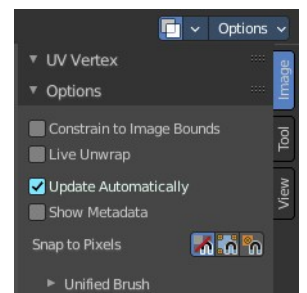 Options
UV Vertex
Options
Image
Constrain to Image Bounds
Live Unwrap
Tool
Update Automatically
Show Metadata
View
Snap to Pixels
Unified Brush